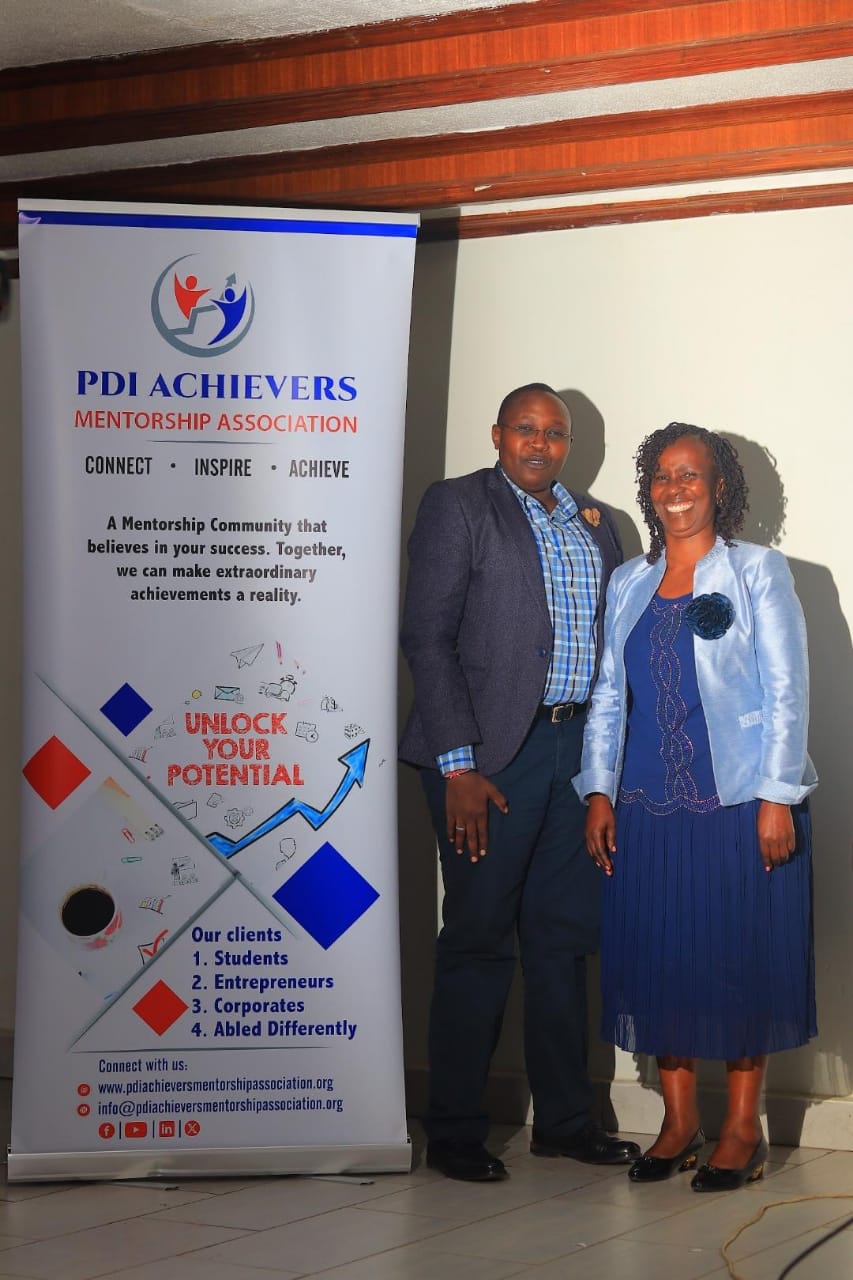 PDI ACHIEVERS
MENTORSHIP ASSOCIATION
CONNECT • INSPIRE • ACHIEVE
A Mentorship Community that
believes in your success. Together,
we can make extraordinary
achievements a reality.
UNLOCK
YOUR
POTENTIAL
Our clients
1. Students
2. Entrepreneurs
3. Corporates
4. Abled Differently
Connect with us:
www.pdiachieversmentorshipassociation.org
info@pdiachieversmentorshipassociation.org